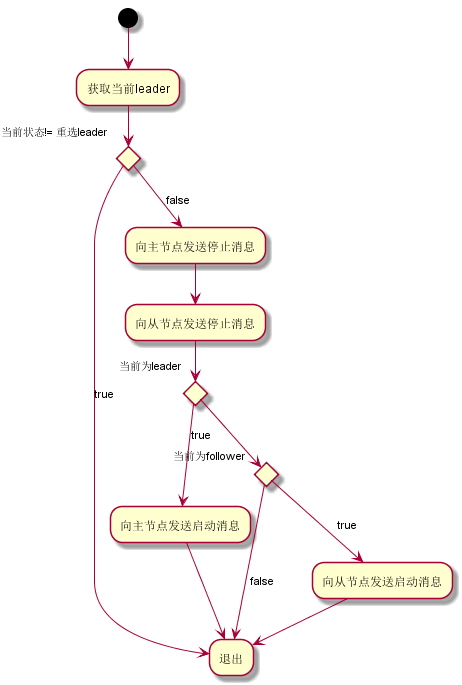 获取当前leader
当前状态!= 重选leader
false
向主节点发送停止消息
向从节点发送停止消息
当前为leader
true
true
当前为follower
向主节点发送启动消息
true
false
向从节点发送启动消息
退出